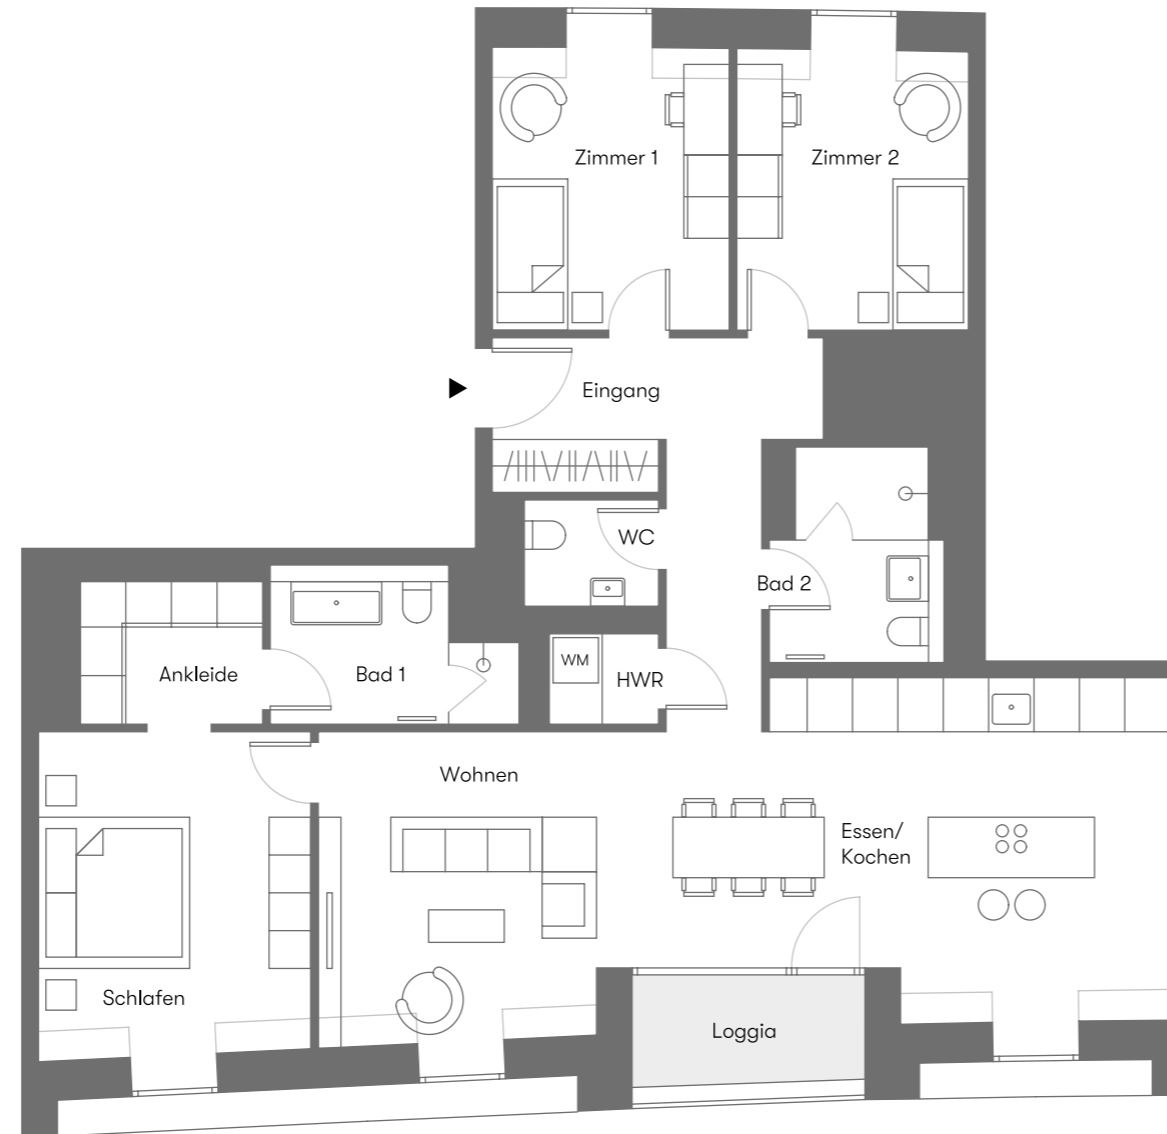 Zimmer 1
Zimmer 2
Eingang
WC
Bad 2
Ankleide
Bad 1
WM
HWR
Wohnen
Essen/
Kochen
Schlafen
Loggia